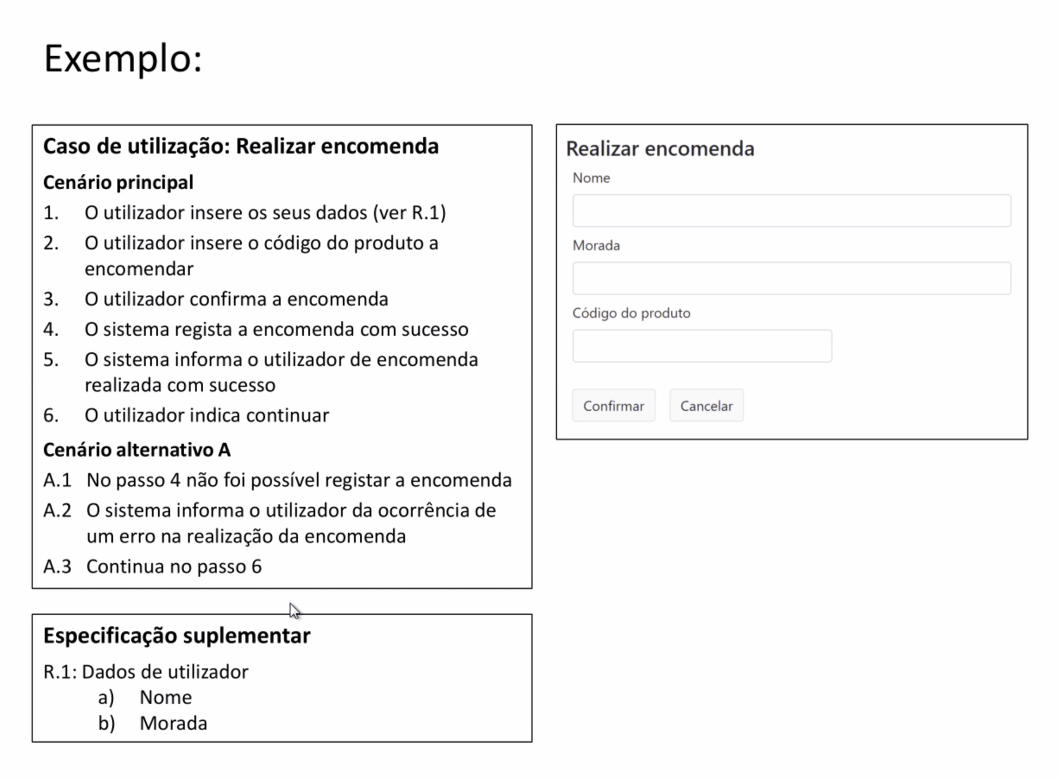 Exemplo:
Caso de utilização: Realizar encomenda
Cenário principal
1. O utilizador insere os seus dados (ver R.1)
2. O utilizador insere o código do produto a
encomendar
3. O utilizador confirma a encomenda
4. O sistema regista a encomenda com sucesso
5. O sistema informa o utilizador de encomenda
realizada com sucesso
6. O utilizador indica continuar
Cenário alternativo A
A.1 No passo 4 não foi possível registar a encomenda
A.2 O sistema informa o utilizador da ocorrência de
um erro na realização da encomenda
A.3 Continua no passo 6
Especificação suplementar
R.1: Dados de utilizador
a) Nome
b) Morada
Realizar encomenda
Nome
Morada
Código do produto
Confirmar Cancelar